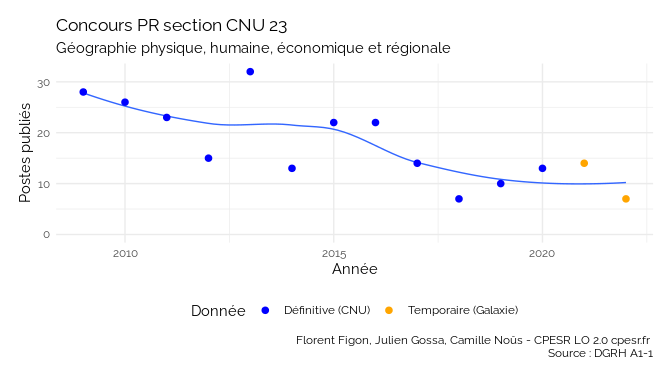 Concours PR section CNU 23
Géographie physique, humaine, économique et régionale
Postes publiés
30
20
10
0
2010
2015
2020
Année
Donnée
Définitive (CNU)
Temporaire (Galaxie)
Florent Figon, Julien Gossa, Camille Noûs - CPESR LO 2.0 cpesr.fr
Source : DGRH A1-1